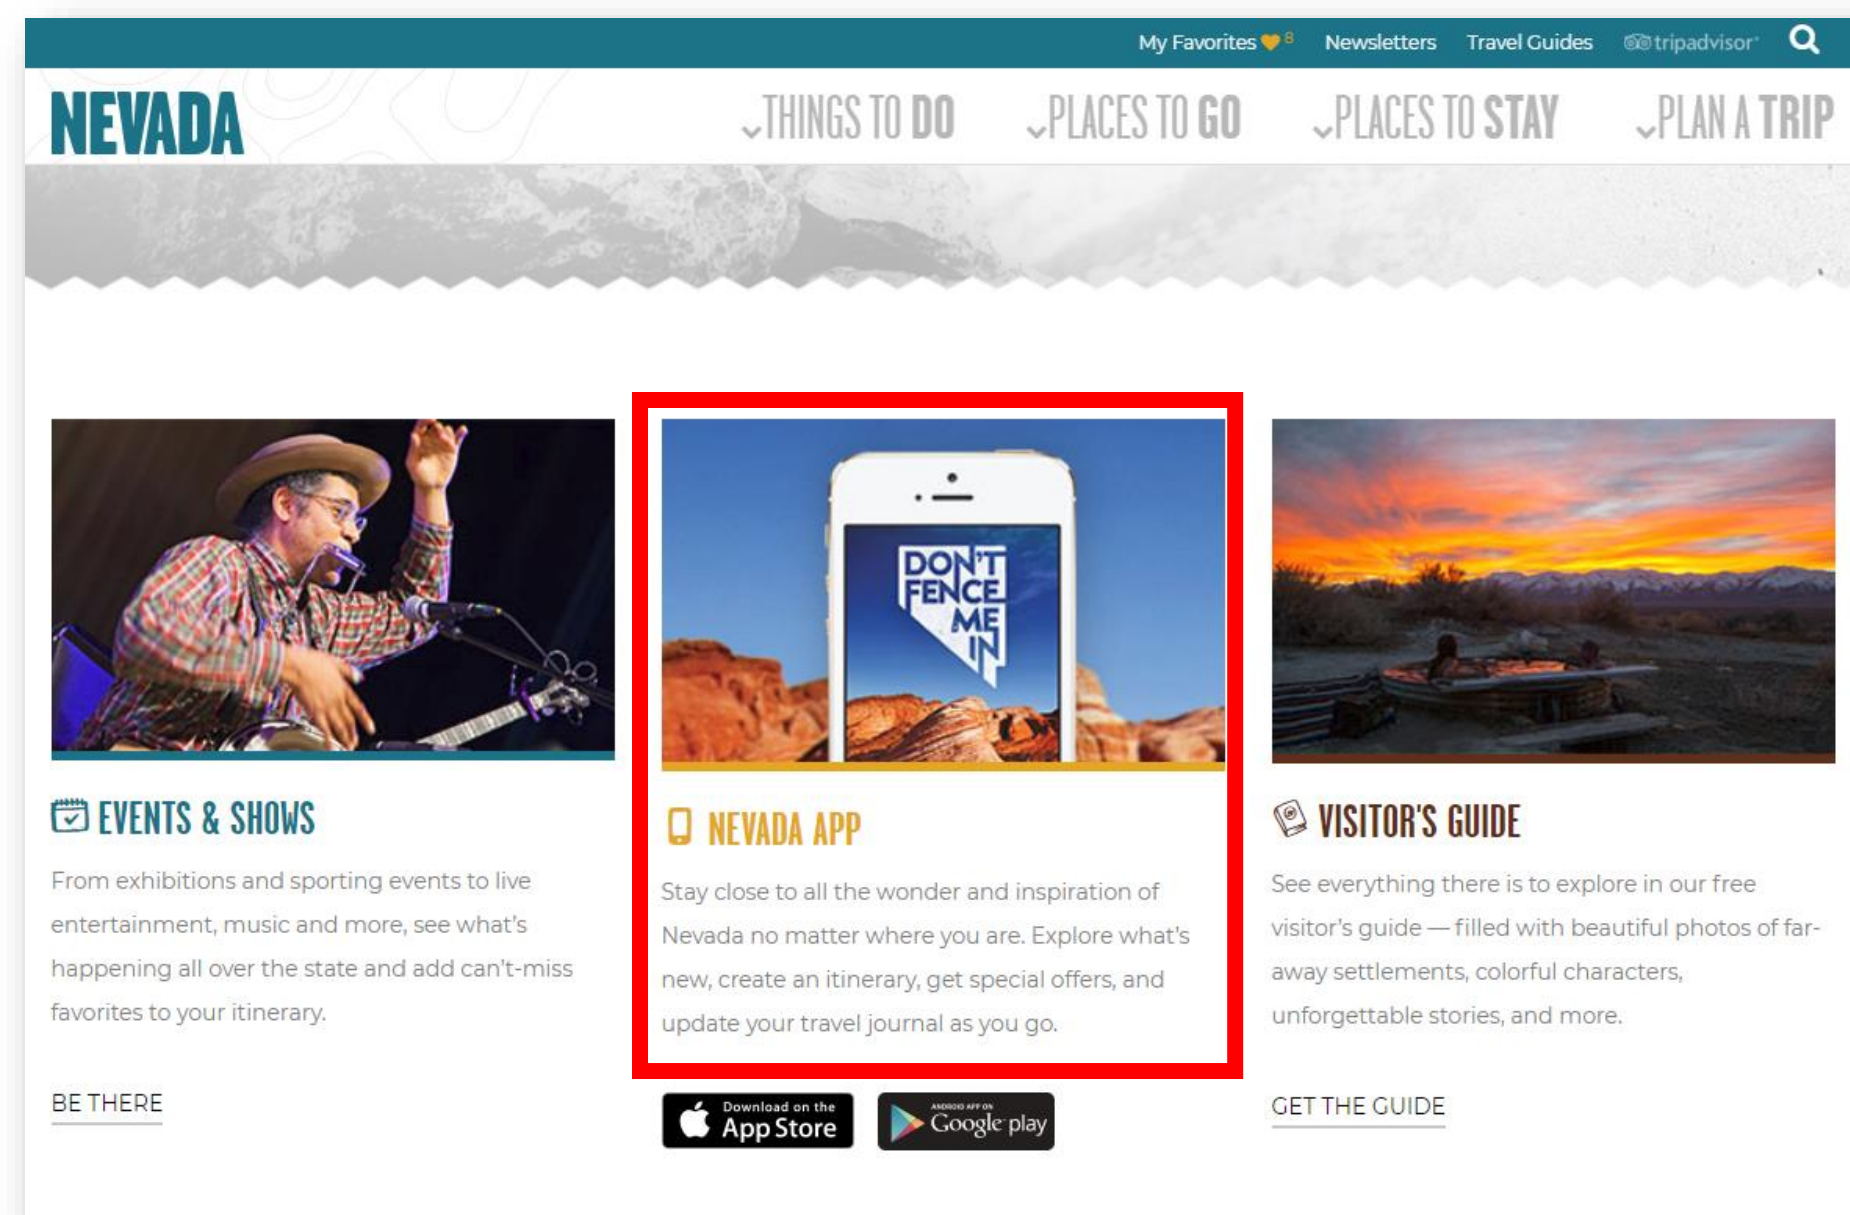 My Favorites 8 Newsletters Travel Guides tripadvisor
NEVADA THINGS TO DO PLACES TO GO PLACES TO STAY PLAN A TRIP
DON'T
FENCE
ME
IN
EVENTS & SHOWS
From exhibitions and sporting events to live
entertainment, music and more, see what's
happening all over the state and add can't-miss
favorites to your itinerary.
BE THERE
NEVADA APP
Stay close to all the wonder and inspiration of
Nevada no matter where you are. Explore what's
new, create an itinerary, get special offers, and
update your travel journal as you go.
Download on the
App Store
ANDROID APP ON
Google play
VISITOR'S GUIDE
See everything there is to explore in our free
visitor's guide — filled with beautiful photos of far-
away settlements, colorful characters,
unforgettable stories, and more.
GET THE GUIDE